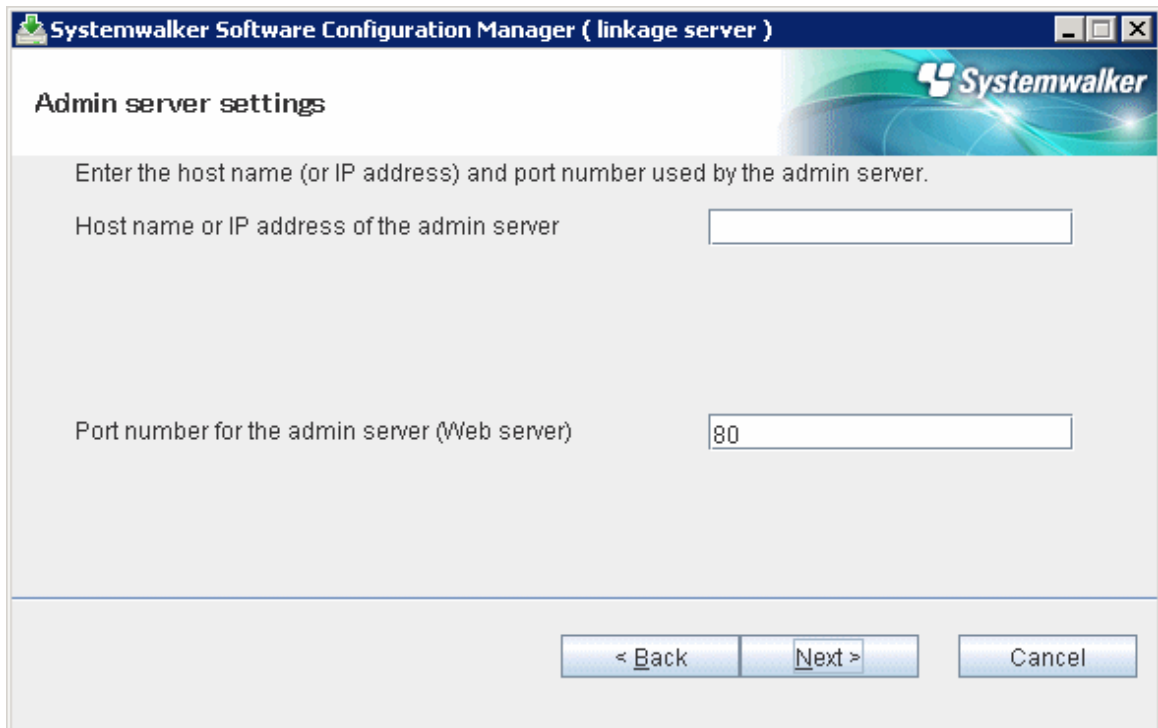 Systemwalker Software Configuration Manager ( linkage server )
Systemwalker
Admin server settings
Enter the host name (or IP address) and port number used by the admin server.
Host name or IP address of the admin server
Port number for the admin server (Web server)
80
< Back
Next >
Cancel